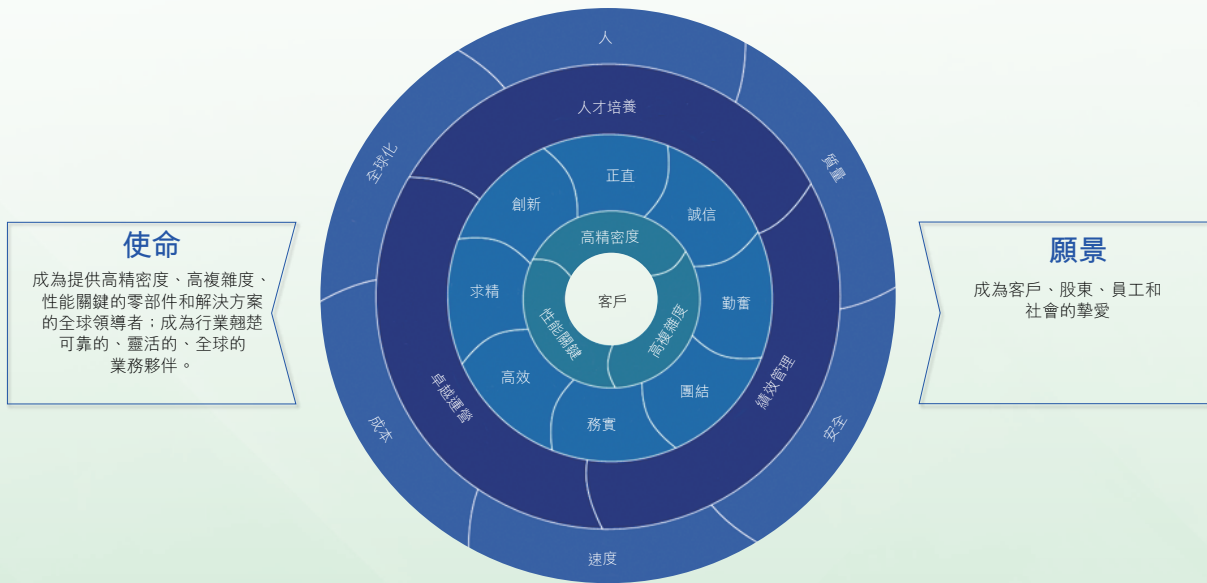 使命
成為提供高精密度、高複雜度、
性能關鍵的零部件和解決方案
的全球領導者；成為行業翹楚
可靠的、靈活的、全球的
業務夥伴。
人
質量
安全
速度
成本
全球化
人才培養
績效管理
卓越運營
正直
誠信
勤奮
團結
務實
高效
求精
創新
高精密度
高複雜度
性能關鍵
客戶
願景
成為客戶、股東、員工和
社會的摯愛